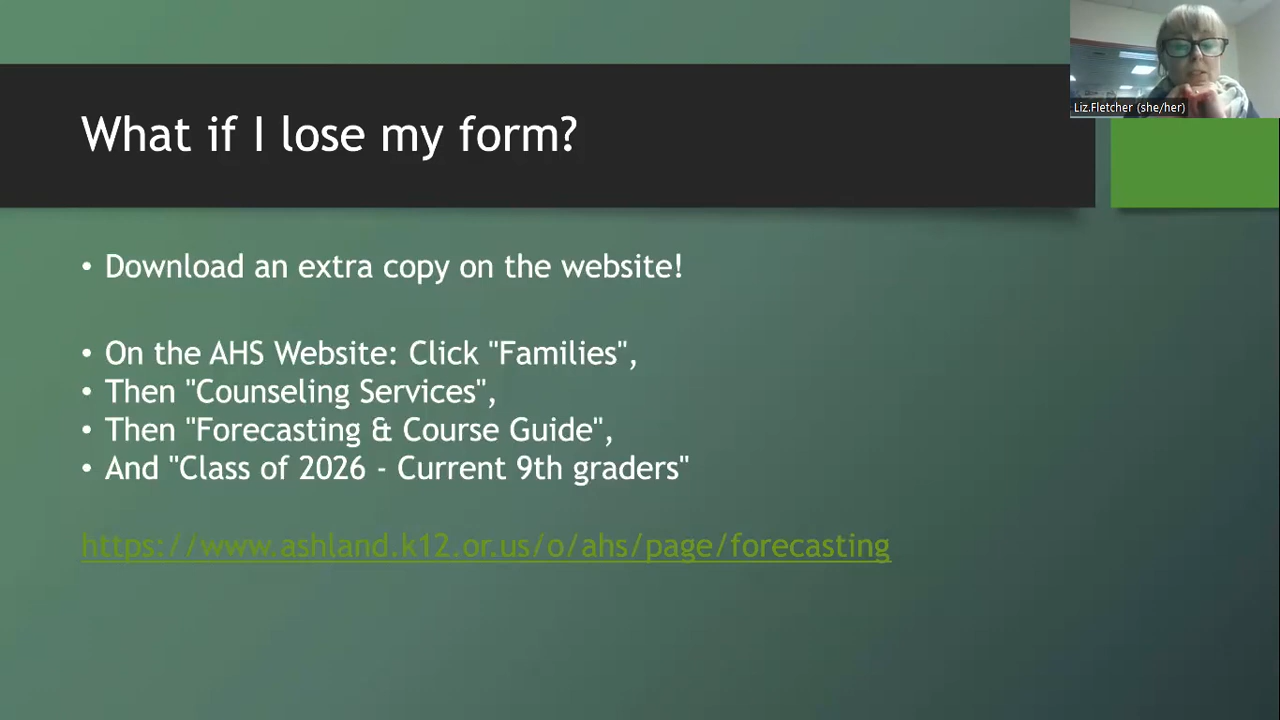 What if I lose my form?
Liz.Fletcher (she/her)
• Download an extra copy on the website!
• On the AHS Website: Click "Families",
• Then "Counseling Services",
• Then "Forecasting & Course Guide",
• And "Class of 2026 - Current 9th graders"
https://www.ashland.k12.or.us/o/ahs/page/forecasting